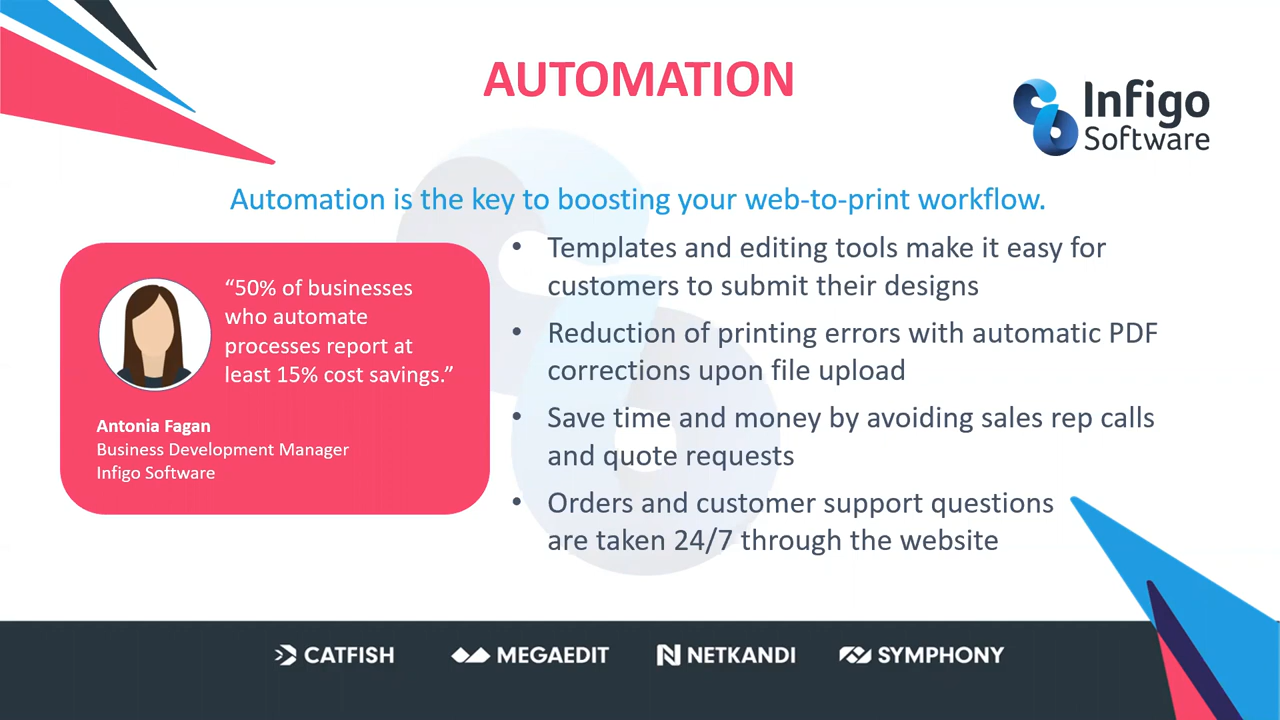 AUTOMATION
Infigo
Software
Automation is the key to boosting your web-to-print workflow.
“50% of businesses
who automate
processes report at
least 15% cost savings.”
Antonia Fagan
Business Development Manager
Infigo Software
• Templates and editing tools make it easy for
customers to submit their designs
• Reduction of printing errors with automatic PDF
corrections upon file upload
• Save time and money by avoiding sales rep calls
and quote requests
• Orders and customer support questions
are taken 24/7 through the website
CATFISH MEGAEDIT NETKANDI SYMPHONY